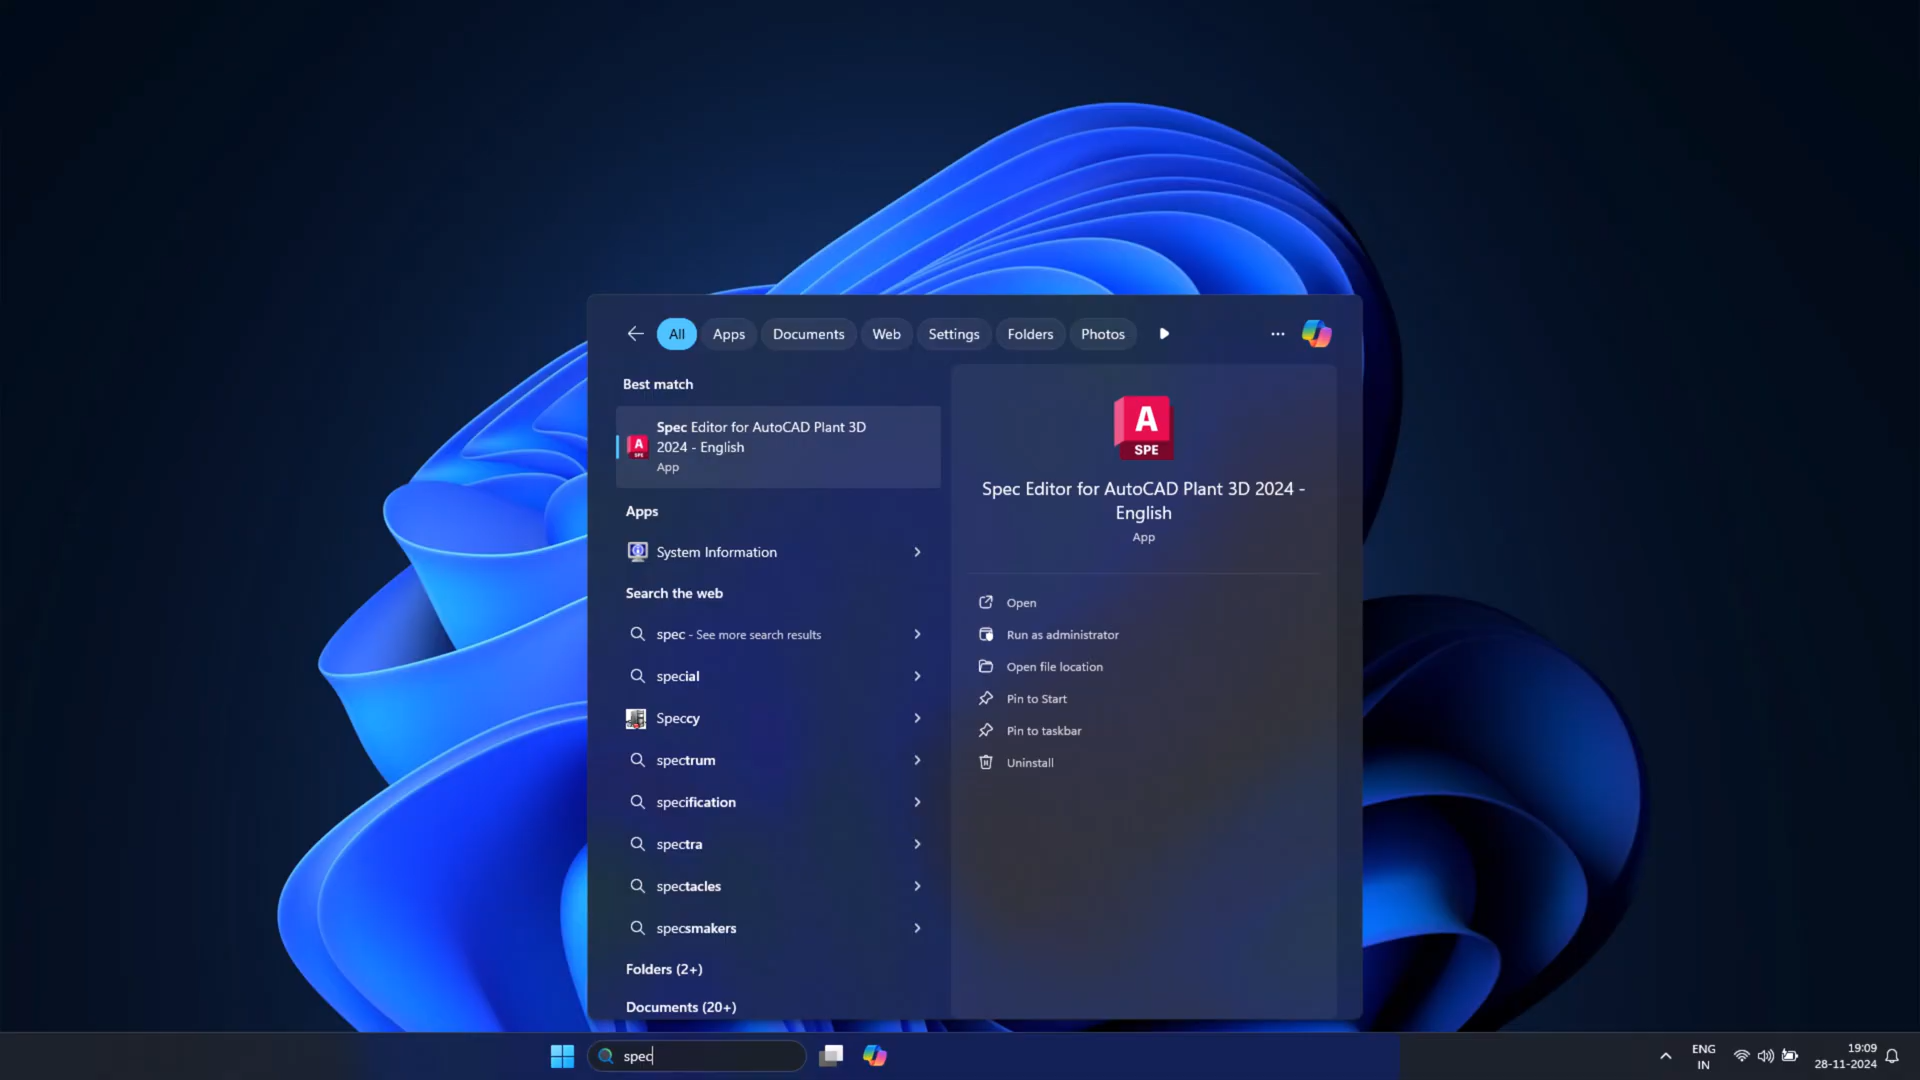 All
Apps
Documents
Web
Settings
Folders
Photos
Best match
Spec Editor for AutoCAD Plant 3D
2024 - English
App
Apps
System Information
Search the web
spec - See more search results
special
Speccy
spectrum
specification
spectra
spectacles
specsmakers
Folders (2+)
Documents (20+)
A
SPE
Spec Editor for AutoCAD Plant 3D 2024 -
English
App
Open
Run as administrator
Open file location
Pin to Start
Pin to taskbar
Uninstall
spec
ENG
IN
19:09
28-11-2024